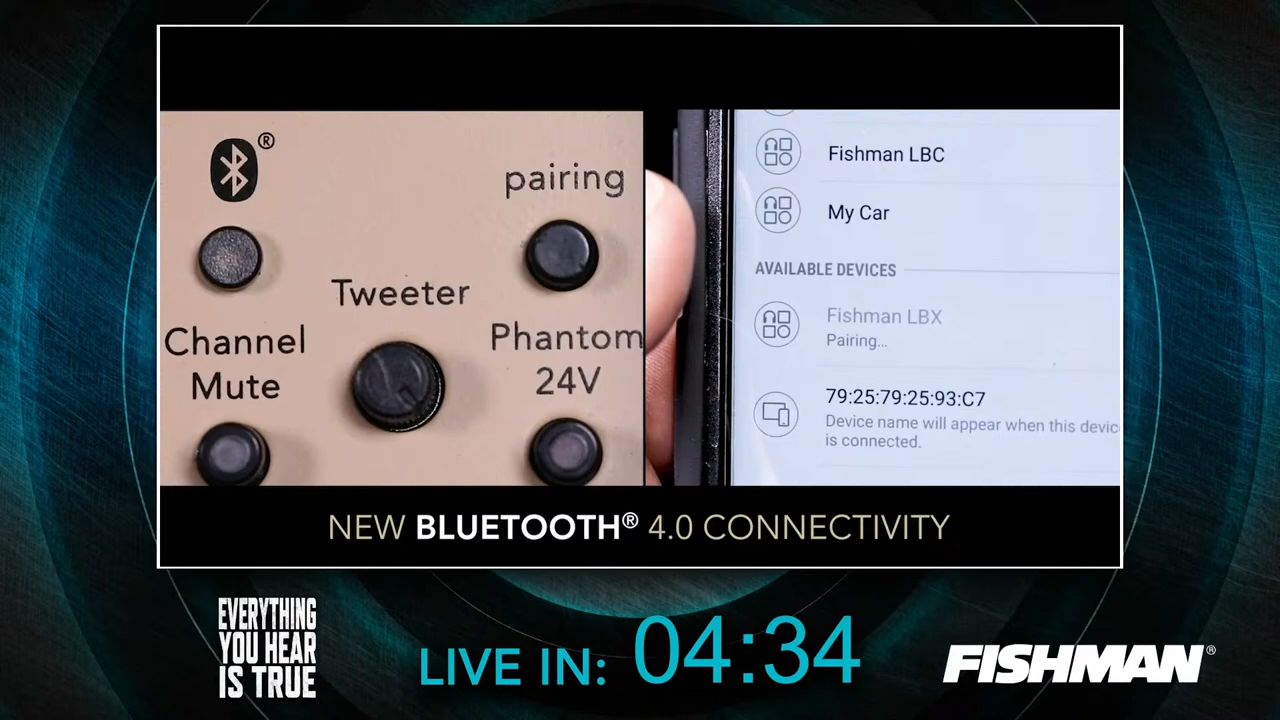 ®
pairing
Tweeter
Channel
Mute
Phantom
24V
Fishman LBC
My Car
AVAILABLE DEVICES
Fishman LBX
Pairing...
79:25:79:25:93:C7
Device name will appear when this devic
is connected.
NEW BLUETOOTH® 4.0 CONNECTIVITY
EVERYTHING
YOU HEAR
IS TRUE
LIVE IN: 04:34
FISHMAN®